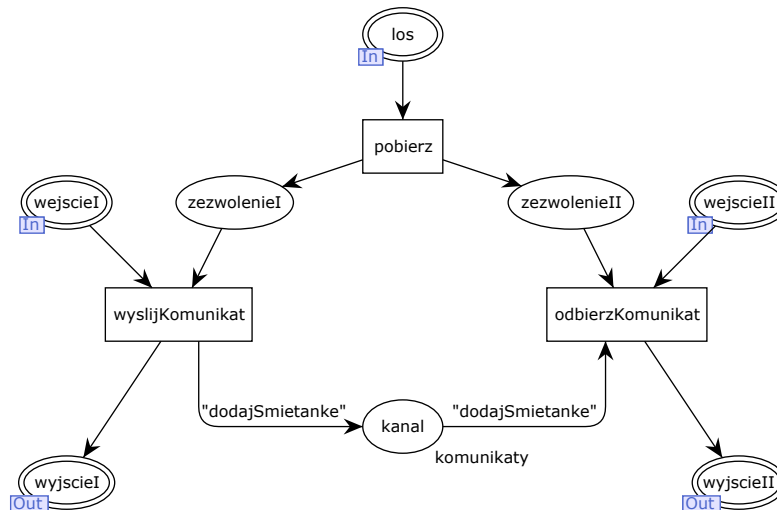 los
In
pobierz
wejscieI
In
zezwolenieI
zezwolenieII
wejscieII
In
wyslijKomunikat
odbierzKomunikat
"dodajSmietanke"
kanal
"dodajSmietanke"
komunikaty
wyjscieI
Out
wyjscieII
Out